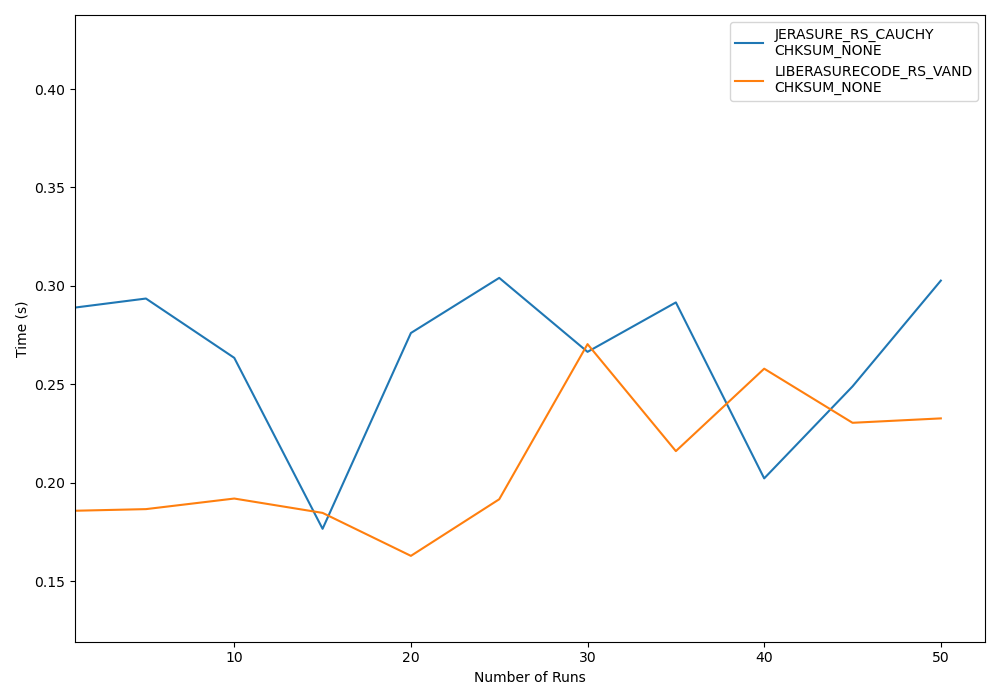 JERASURE_RS_CAUCHY
CHKSUM_NONE
LIBERASURECODE_RS_VAND
CHKSUM_NONE
0.40
0.35
0.30
0.25
0.20
0.15
Time (s)
10
20
30
40
50
Number of Runs